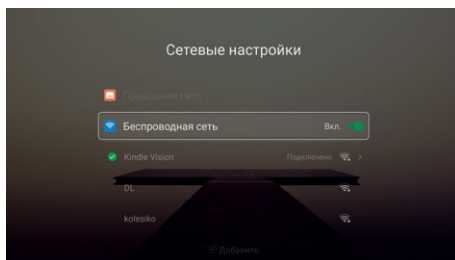 Сетевые настройки
Проводная сеть
Беспроводная сеть Вкл.
Kindle Vision Подключено
DL
kolesiko
Добавить